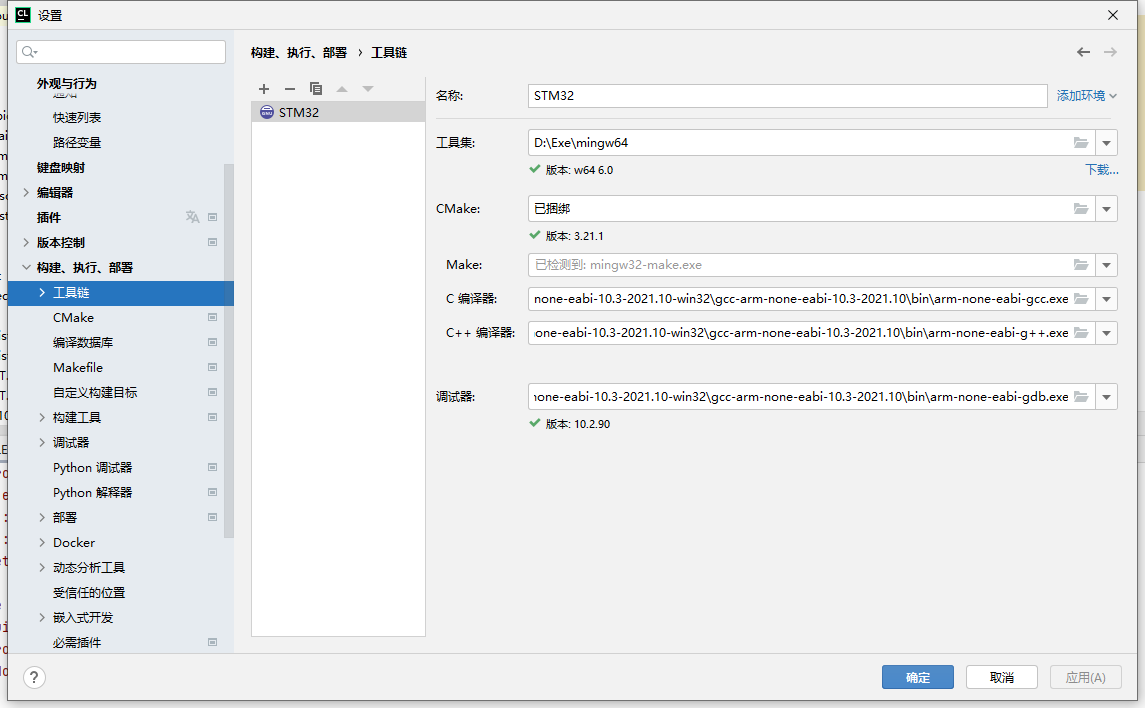 CL 设置
外观与行为
通知
快速列表
路径变量
键盘映射
编辑器
插件
版本控制
构建、执行、部署
工具链
CMake
编译数据库
Makefile
自定义构建目标
构建工具
调试器
Python 调试器
Python 解释器
部署
Docker
动态分析工具
受信任的位置
嵌入式开发
必需插件
构建、执行、部署 › 工具链
STM32
名称: STM32 添加环境
工具集: D:\Exe\mingw64
版本: w64 6.0 下载...
CMake: 已捆绑
版本: 3.21.1
Make: 已检测到: mingw32-make.exe
C 编译器: none-eabi-10.3-2021.10-win32\gcc-arm-none-eabi-10.3-2021.10\bin\arm-none-eabi-gcc.exe
C++ 编译器: one-eabi-10.3-2021.10-win32\gcc-arm-none-eabi-10.3-2021.10\bin\arm-none-eabi-g++.exe
调试器: none-eabi-10.3-2021.10-win32\gcc-arm-none-eabi-10.3-2021.10\bin\arm-none-eabi-gdb.exe
版本: 10.2.90
? 确定 取消 应用(A)